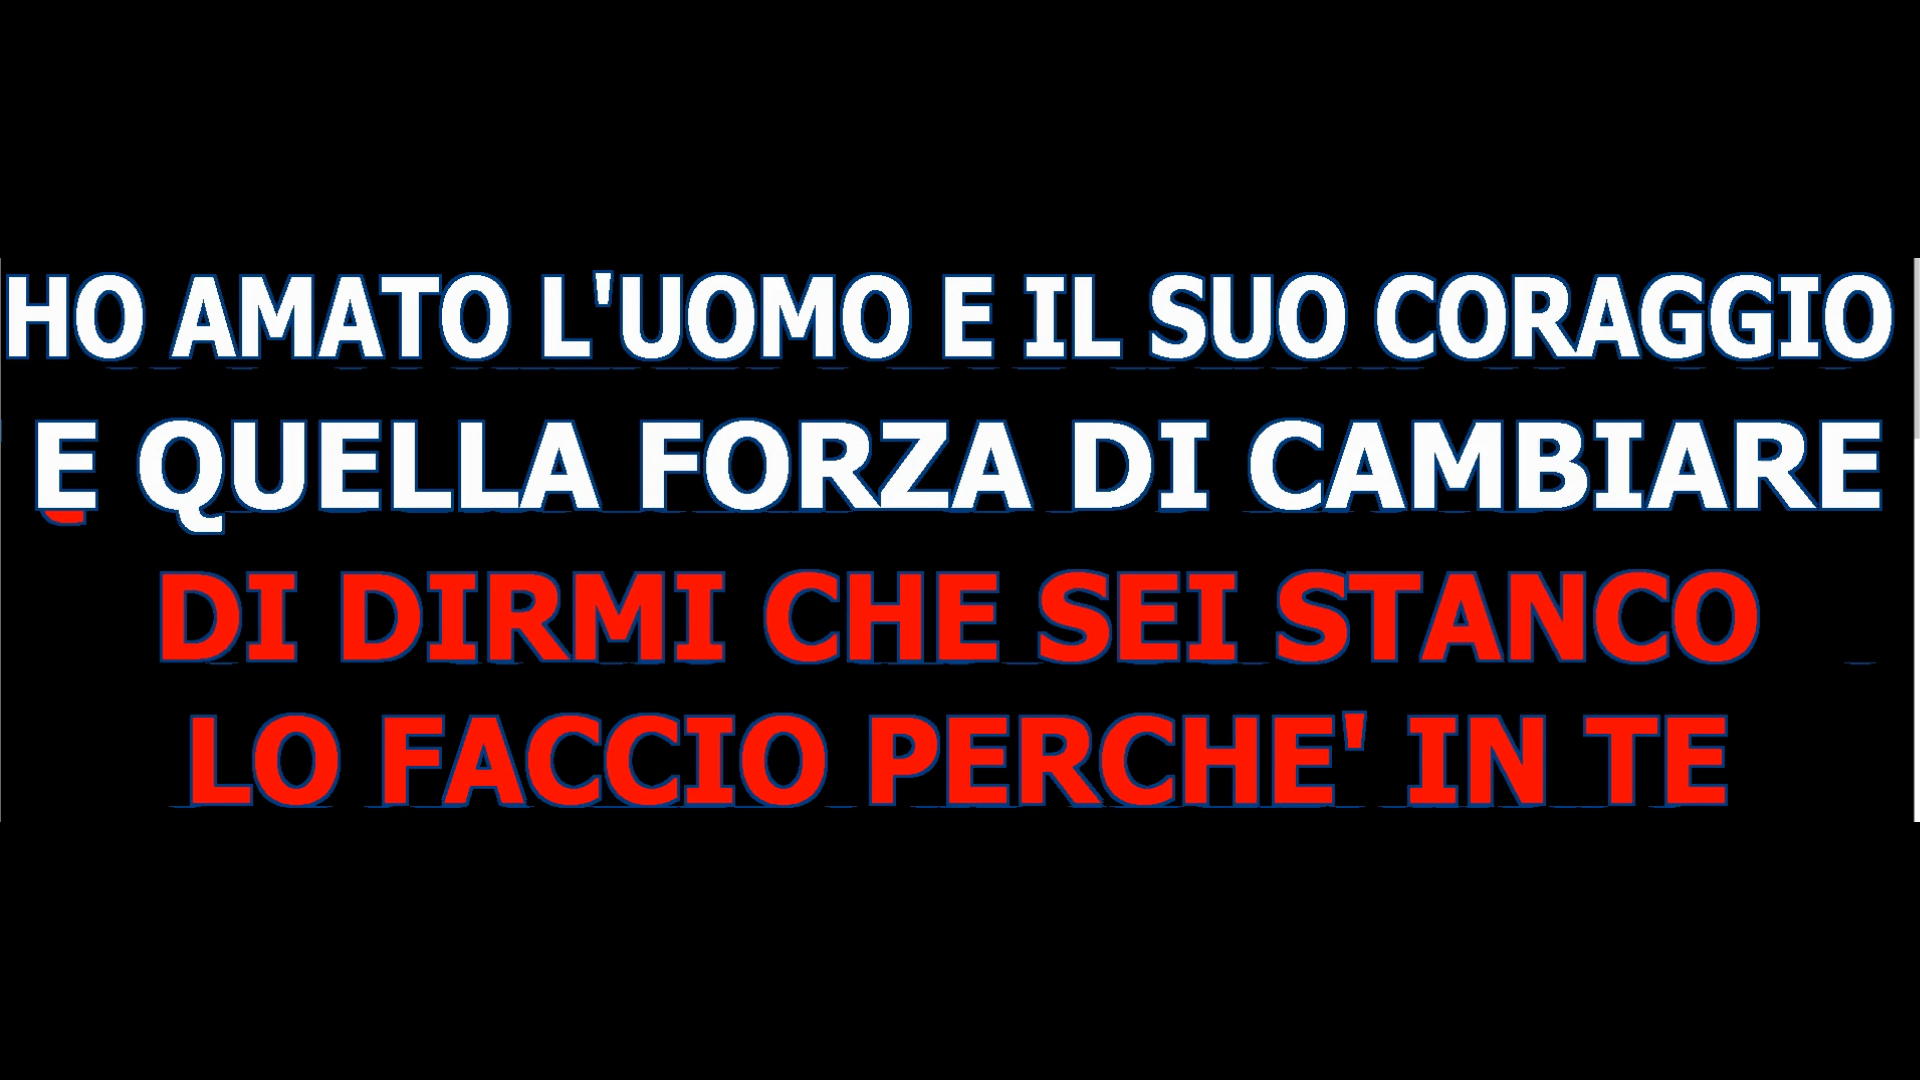 HO AMATO L'UOMO E IL SUO CORAGGIO
E QUELLA FORZA DI CAMBIARE
DI DIRMI CHE SEI STANCO
LO FACCIO PERCHE' IN TE